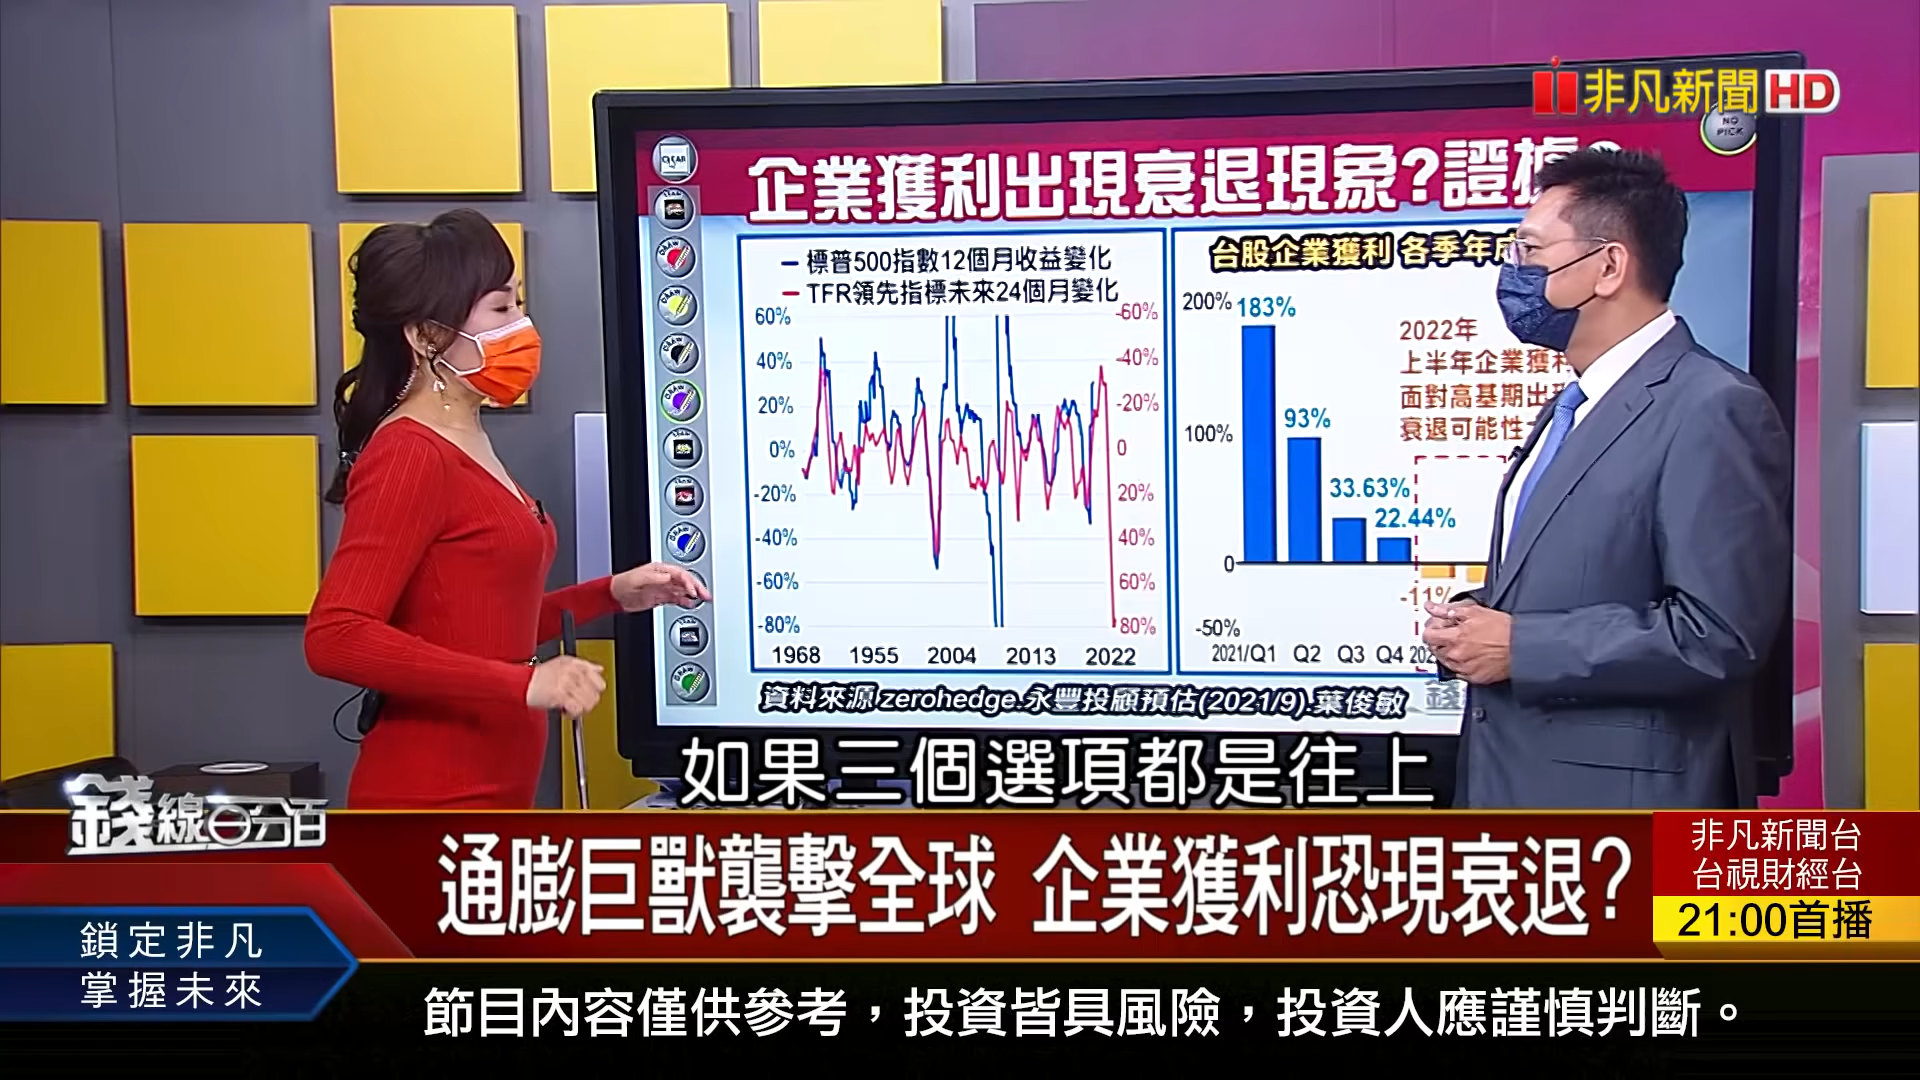 非凡新聞HD
NO
PICK
CLEAR
企業獲利出現衰退現象?證據?
標普500指數12個月收益變化
TFR領先指標未來24個月變化
60%
40%
20%
0%
-20%
-40%
-60%
-80%
-60%
-40%
-20%
0
20%
40%
60%
80%
1968 1955 2004 2013 2022
台股企業獲利 各季年成
200%
100%
0
-50%
183%
93%
33.63%
22.44%
-11%
2022年
上半年企業獲利
面對高基期出現
衰退可能性
2021/Q1 Q2 Q3 Q4 202
資料來源 zerohedge.永豐投顧預估(2021/9).葉俊敏
如果三個選項都是往上
錢線百分百
通膨巨獸襲擊全球 企業獲利恐現衰退?
非凡新聞台
台視財經台
21:00首播
鎖定非凡
掌握未來
節目內容僅供參考，投資皆具風險，投資人應謹慎判斷。